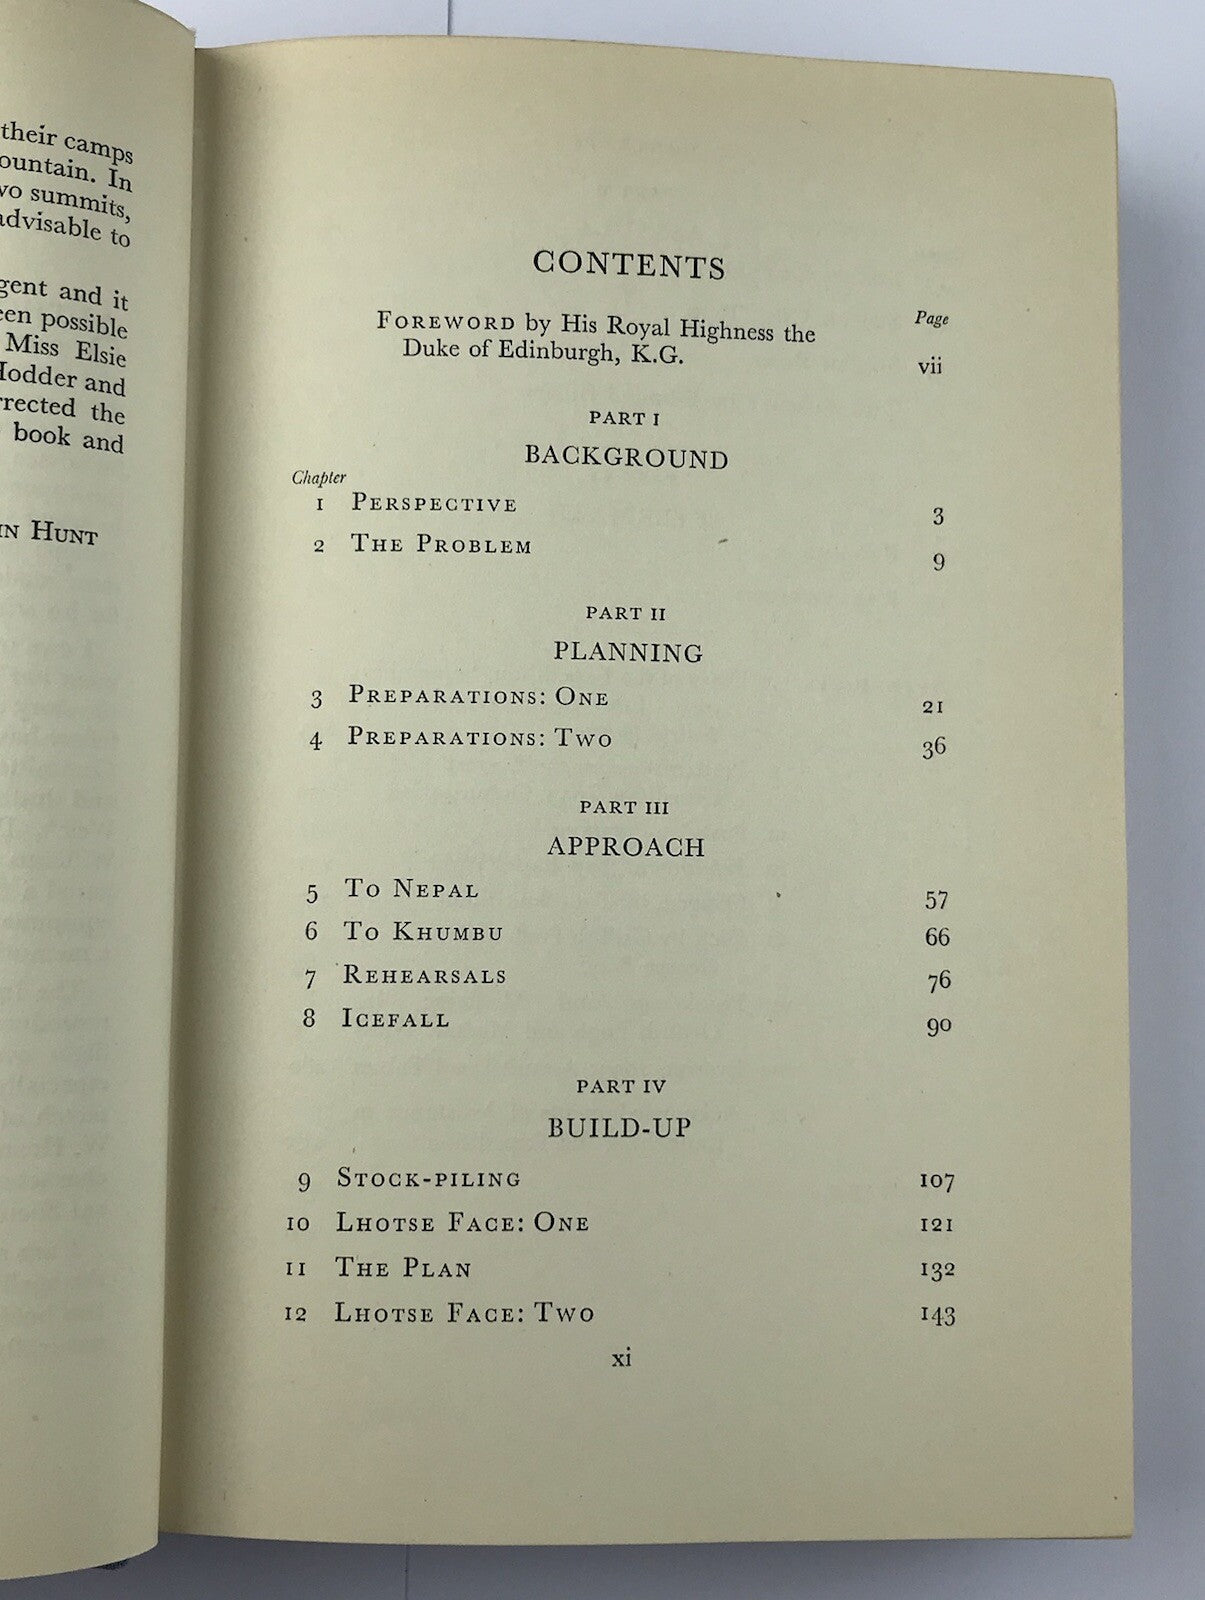 their camps
ountain. In
vo summits,
advisable to
gent and it
een possible
Miss Elsie
Hodder and
rrected the
book and
IN HUNT
CONTENTS
Page
FOREWORD by His Royal Highness the
Duke of Edinburgh, K.G. vii
PART I
BACKGROUND
Chapter
1 PERSPECTIVE 3
2 THE PROBLEM 9
PART II
PLANNING
3 PREPARATIONS: ONE 21
4 PREPARATIONS: TWO 36
PART III
APPROACH
5 TO NEPAL 57
6 TO KHUMBU 66
7 REHEARSALS 76
8 ICEFALL 90
PART IV
BUILD-UP
9 STOCK-PILING 107
10 LHOTSE FACE: ONE 121
11 THE PLAN 132
12 LHOTSE FACE: TWO 143
xi